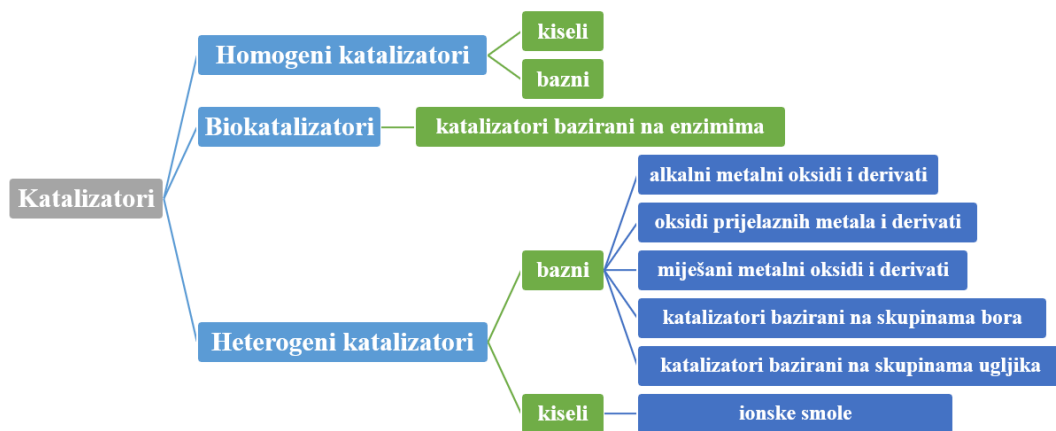 Katalizatori
Homogeni katalizatori
kiseli
bazni
Biokatalizatori
katalizatori bazirani na enzimima
Heterogeni katalizatori
bazni
alkalni metalni oksidi i derivati
oksidi prijelaznih metala i derivati
miješani metalni oksidi i derivati
katalizatori bazirani na skupinama bora
katalizatori bazirani na skupinama ugljika
kiseli
ionske smole